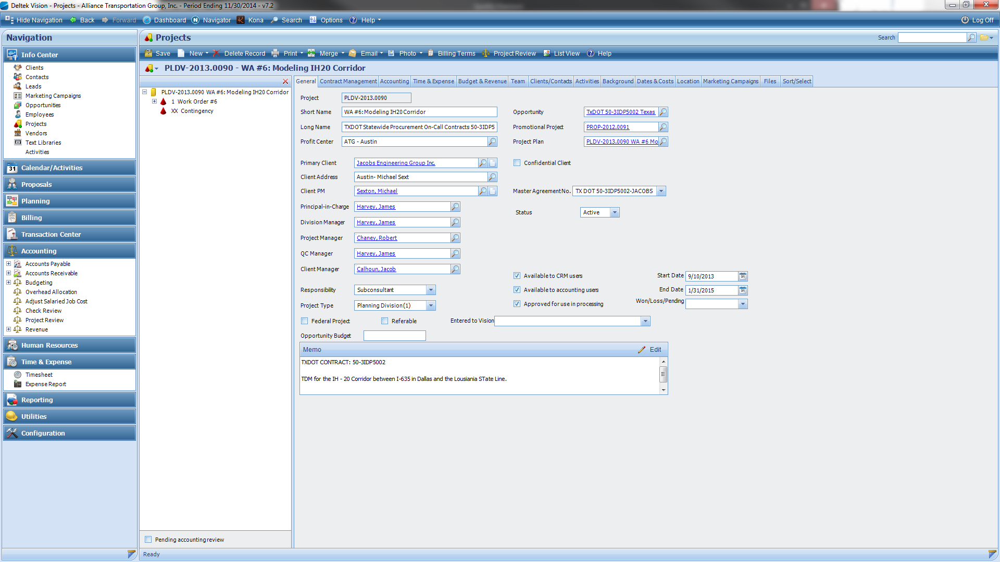 Deltek Vision - Projects - Alliance Transportation Group, Inc. - Period Ending 11/30/2014 - v7.2
Hide Navigation Back Forward Dashboard Navigator Kona Search Options Help Log Off
Navigation
Info Center
Clients
Contacts
Leads
Marketing Campaigns
Opportunities
Employees
Projects
Vendors
Text Libraries
Activities
31 Calendar/Activities
Proposals
Planning
Billing
Transaction Center
Accounting
Accounts Payable
Accounts Receivable
Budgeting
Overhead Allocation
Adjust Salaried Job Cost
Check Review
Project Review
Revenue
Human Resources
Time & Expense
Timesheet
Expense Report
Reporting
Utilities
Configuration
Projects
Search
Save New Delete Record Print Merge Email Photo Billing Terms Project Review List View Help
PLDV-2013.0090 - WA #6: Modeling IH20 Corridor
PLDV-2013.0090 WA #6: Modeling IH20 Corridor
1 Work Order #6
XX Contingency
Pending accounting review
General Contract Management Accounting Time & Expense Budget & Revenue Team Clients/Contacts Activities Background Dates & Costs Location Marketing Campaigns Files Sort/Select
Project PLDV-2013.0090
Short Name WA #6: Modeling IH20 Corridor Opportunity TxDOT 50-3IDP5002 Texas
Long Name TXDOT Statewide Procurement On-Call Contracts 50-3IDP5 Promotional Project PROP-2012.0091
Profit Center ATG - Austin Project Plan PLDV-2013.0090 WA #6 Mo
Primary Client Jacobs Engineering Group Inc. Confidential Client
Client Address Austin- Michael Sext
Client PM Sexton, Michael Master Agreement No. TX DOT 50-3IDP5002-JACOBS
Principal-in-Charge Harvey, James
Status Active
Division Manager Harvey, James
Project Manager Chaney, Robert
QC Manager Harvey, James
Client Manager Calhoun, Jacob
Available to CRM users Start Date 9/10/2013 31
Responsibility Subconsultant Available to accounting users End Date 1/31/2015 31
Project Type Planning Division(1) Approved for use in processing Won/Loss/Pending
Federal Project Referable Entered to Vision
Opportunity Budget
Memo Edit
TXDOT CONTRACT: 50-3IDP5002
TDM for the IH - 20 Corridor between I-635 in Dallas and the Lousiania STate Line.
Ready